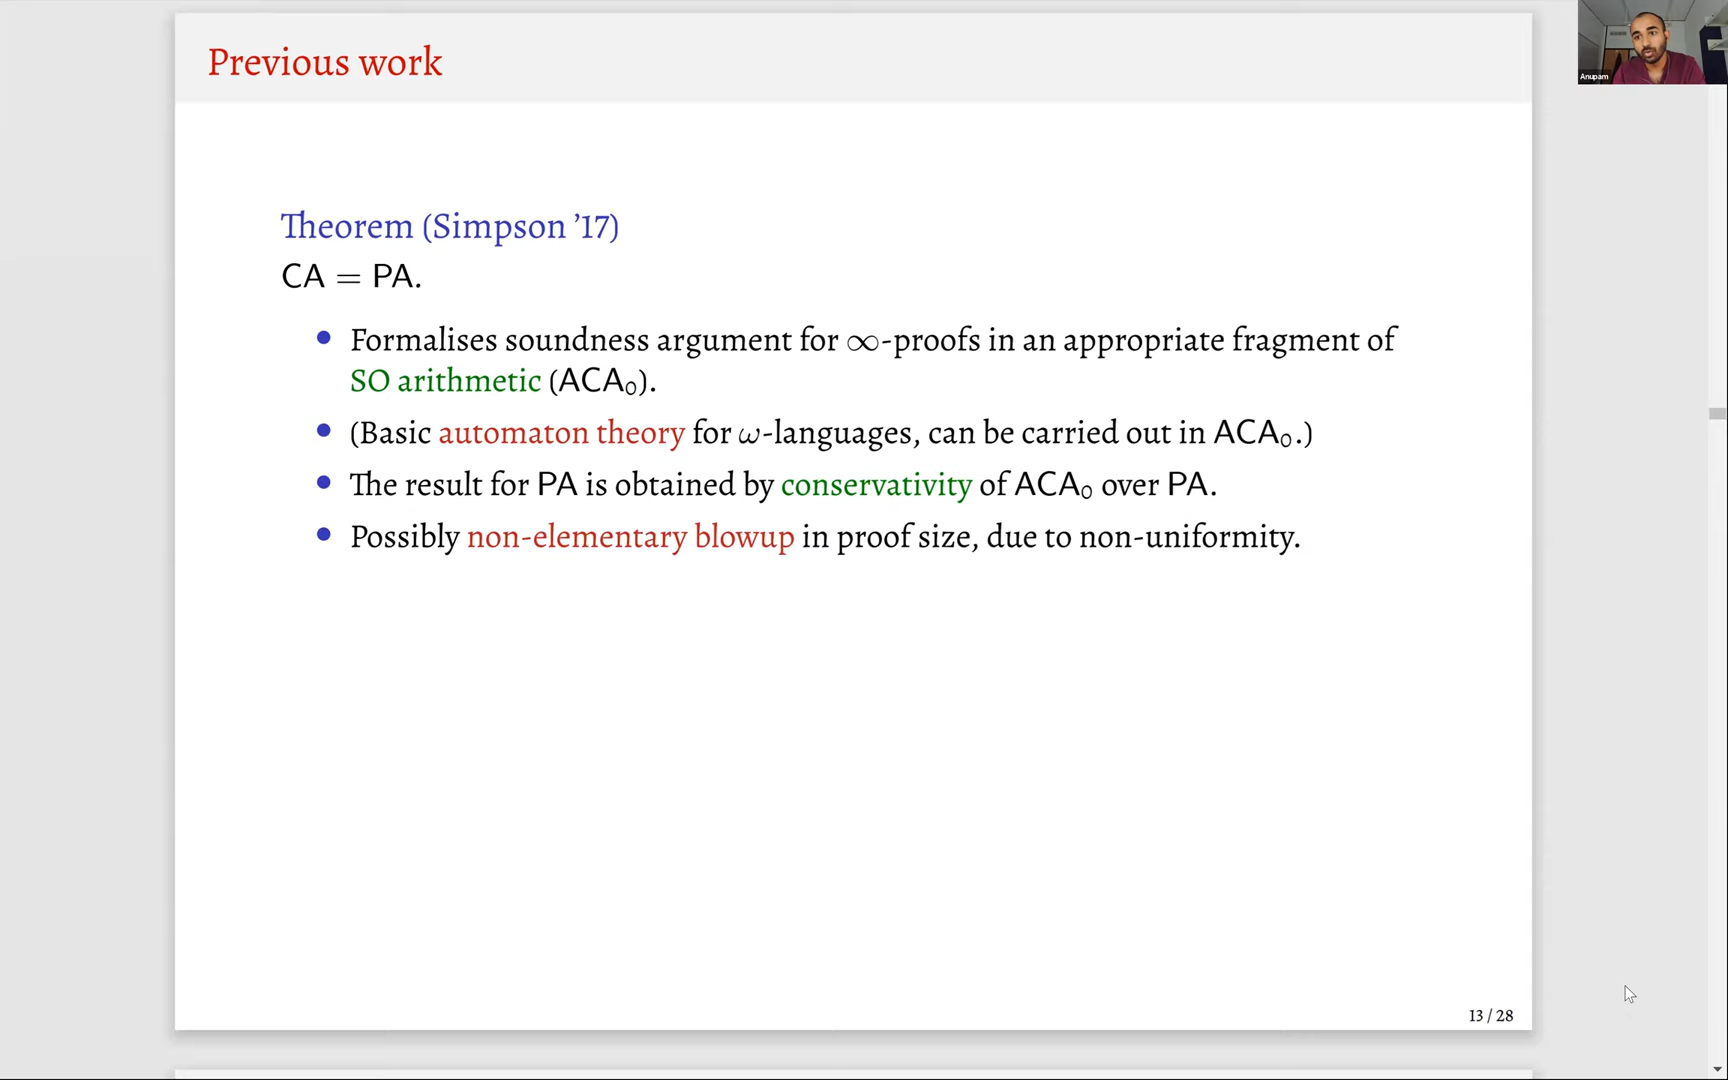 Previous work
Anupam
Theorem (Simpson ’17)
CA = PA.
• Formalises soundness argument for ∞-proofs in an appropriate fragment of
SO arithmetic (ACA₀).
• (Basic automaton theory for ω-languages, can be carried out in ACA₀.)
• The result for PA is obtained by conservativity of ACA₀ over PA.
• Possibly non-elementary blowup in proof size, due to non-uniformity.
13 / 28